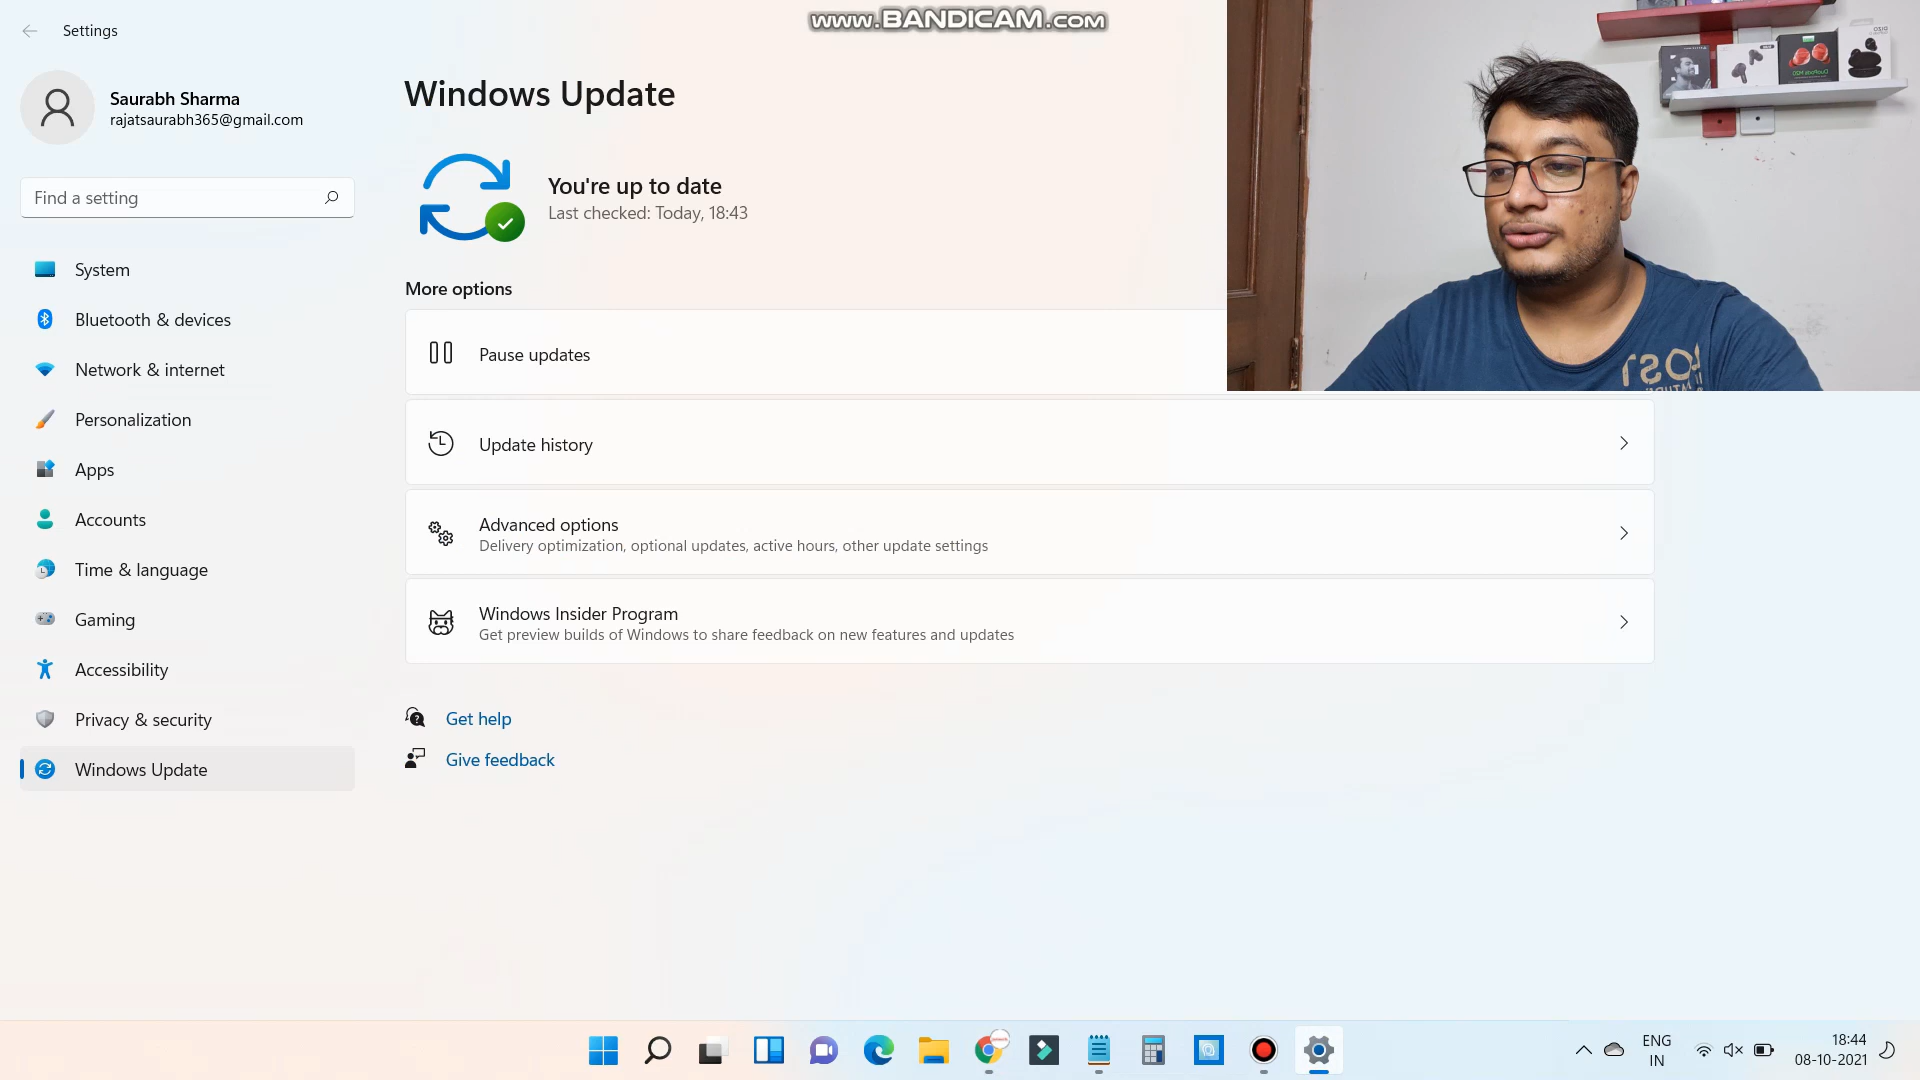 Settings
www.BANDICAM.com
Saurabh Sharma
rajatsaurabh365@gmail.com
Find a setting
System
Bluetooth & devices
Network & internet
Personalization
Apps
Accounts
Time & language
Gaming
Accessibility
Privacy & security
Windows Update
Windows Update
You're up to date
Last checked: Today, 18:43
More options
Pause updates
Update history
Advanced options
Delivery optimization, optional updates, active hours, other update settings
Windows Insider Program
Get preview builds of Windows to share feedback on new features and updates
Get help
Give feedback
LOST
ENG
IN
18:44
08-10-2021